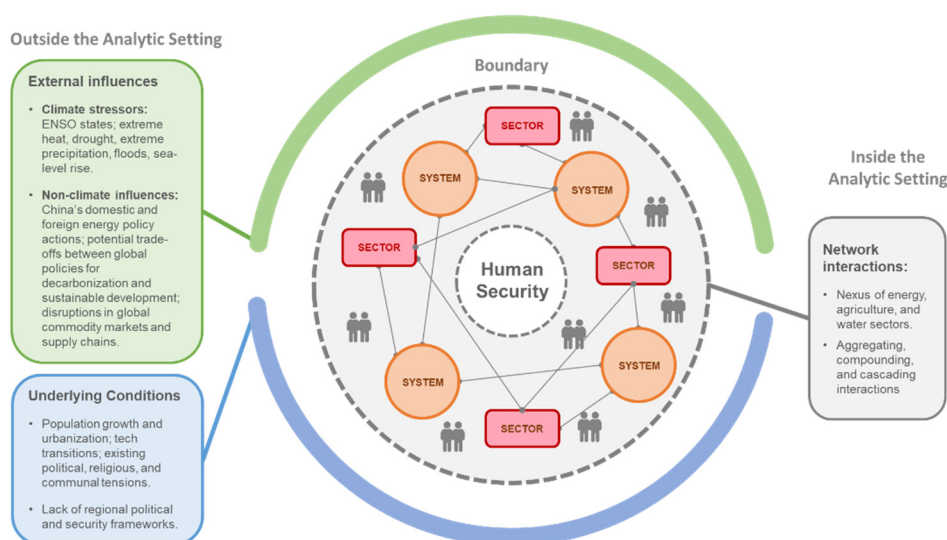 Outside the Analytic Setting
External influences
• Climate stressors:
ENSO states; extreme
heat, drought, extreme
precipitation, floods, sea-
level rise.
• Non-climate influences:
China's domestic and
foreign energy policy
actions; potential trade-
offs between global
policies for
decarbonization and
sustainable development;
disruptions in global
commodity markets and
supply chains.
Underlying Conditions
• Population growth and
urbanization; tech
transitions; existing
political, religious, and
communal tensions.
• Lack of regional political
and security frameworks.
Boundary
SECTOR
SYSTEM
SYSTEM
SECTOR
SECTOR
Human
Security
SYSTEM
SYSTEM
SECTOR
Inside the
Analytic Setting
Network
interactions:
• Nexus of energy,
agriculture, and
water sectors.
• Aggregating,
compounding,
and cascading
interactions